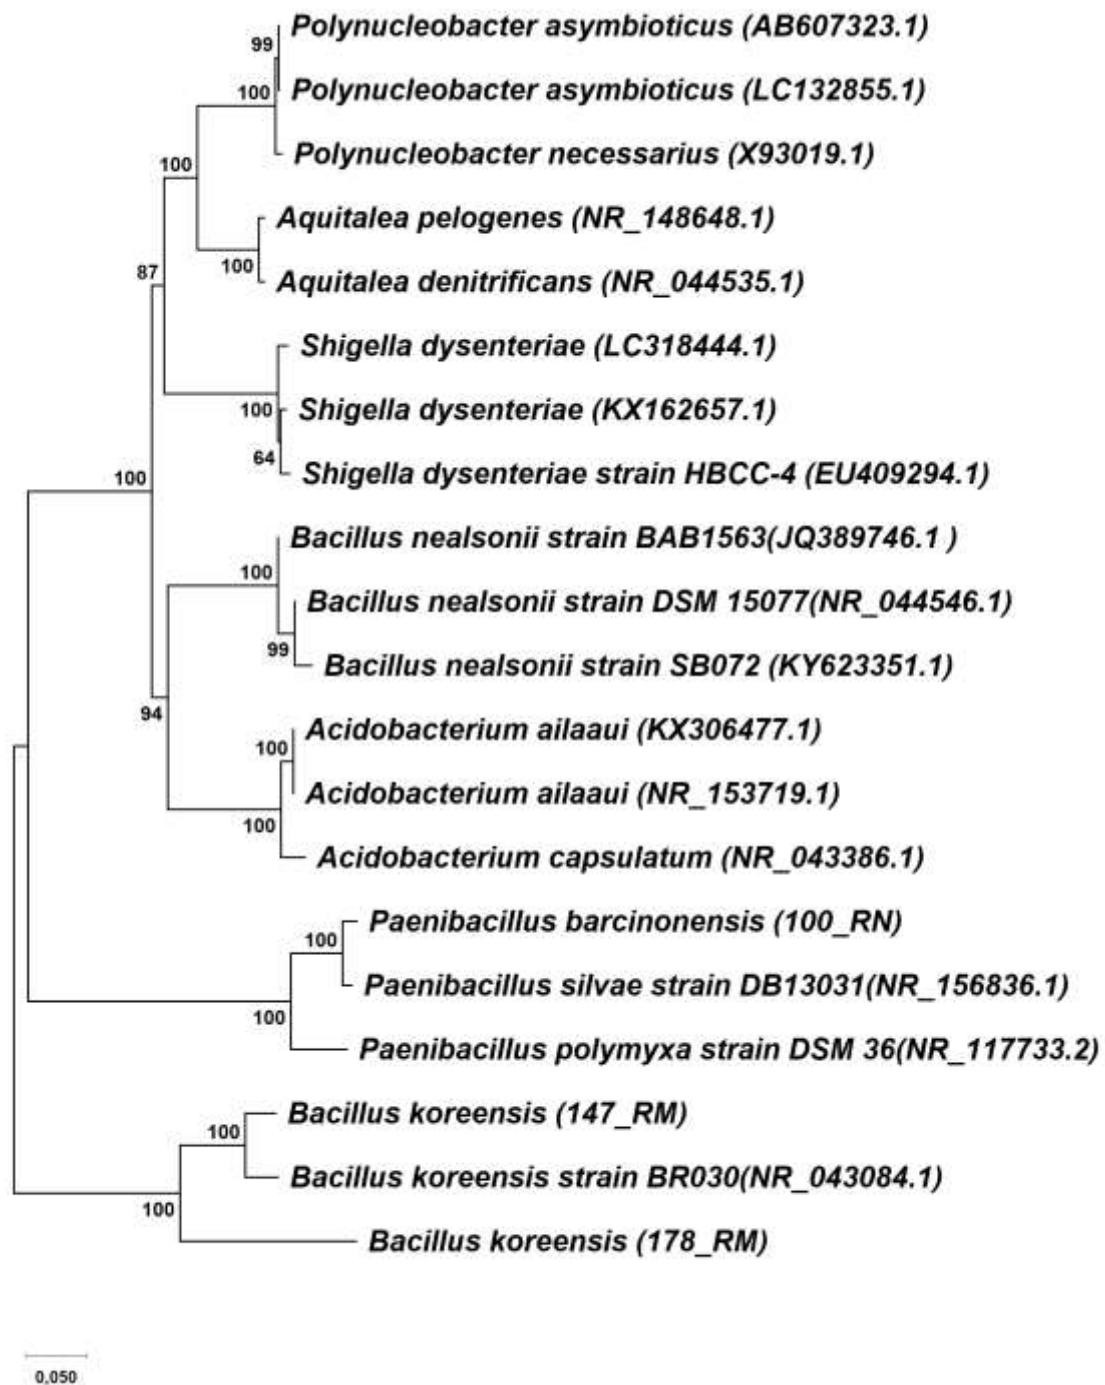 Polynucleobacter asymbioticus (AB607323.1)
99
100
Polynucleobacter asymbioticus (LC132855.1)
Polynucleobacter necessarius (X93019.1)
100
Aquitalea pelogenes (NR_148648.1)
100
87
Aquitalea denitrificans (NR_044535.1)
Shigella dysenteriae (LC318444.1)
100
Shigella dysenteriae (KX162657.1)
64
Shigella dysenteriae strain HBCC-4 (EU409294.1)
100
Bacillus nealsonii strain BAB1563(JQ389746.1 )
100
Bacillus nealsonii strain DSM 15077(NR_044546.1)
99
Bacillus nealsonii strain SB072 (KY623351.1)
94
Acidobacterium ailaaui (KX306477.1)
100
Acidobacterium ailaaui (NR_153719.1)
100
Acidobacterium capsulatum (NR_043386.1)
Paenibacillus barcinonensis (100_RN)
100
Paenibacillus silvae strain DB13031(NR_156836.1)
100
Paenibacillus polymyxa strain DSM 36(NR_117733.2)
Bacillus koreensis (147_RM)
100
Bacillus koreensis strain BR030(NR_043084.1)
100
Bacillus koreensis (178_RM)
0,050